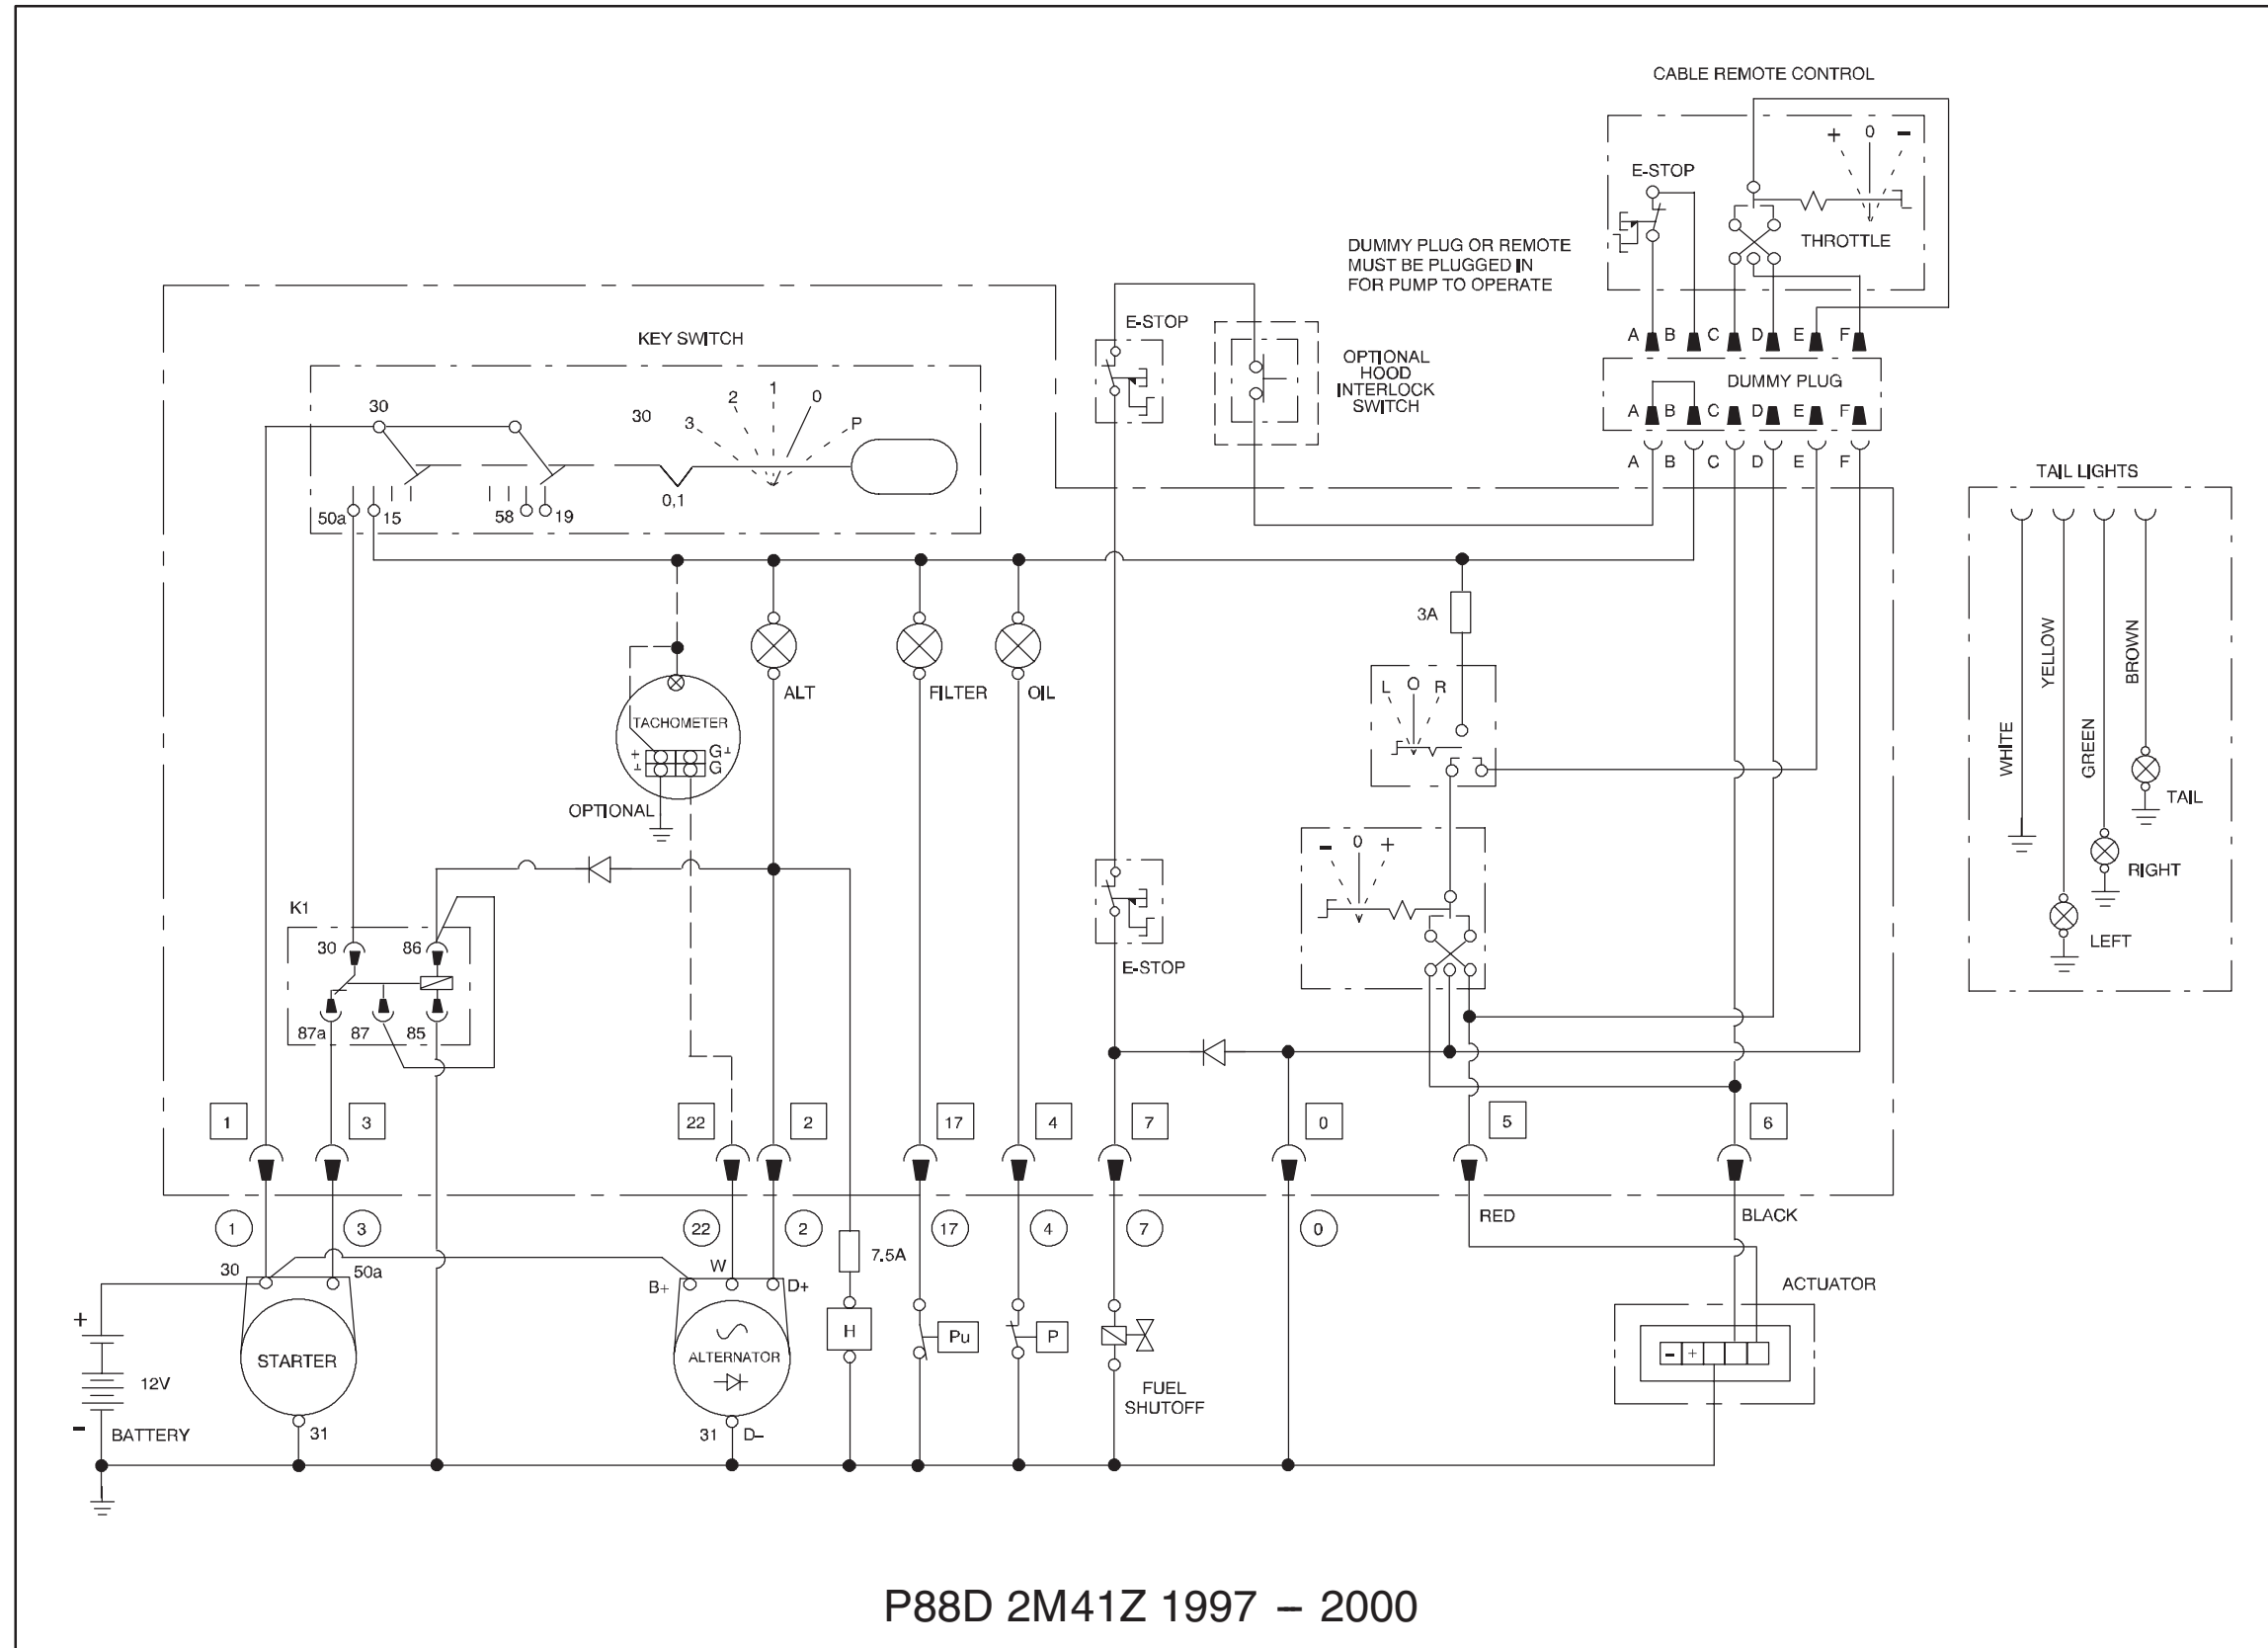 CABLE REMOTE CONTROL
+ 0 -
E-STOP
THROTTLE
DUMMY PLUG OR REMOTE
MUST BE PLUGGED IN
FOR PUMP TO OPERATE
A B C D E F
DUMMY PLUG
A B C D E F
A B C D E F
E-STOP
OPTIONAL
HOOD
INTERLOCK
SWITCH
KEY SWITCH
30
30
3 2 1 0 P
0,1
50a 15 58 19
TAIL LIGHTS
WHITE
YELLOW
GREEN
BROWN
TAIL
RIGHT
LEFT
3A
L O R
ALT
FILTER
OIL
TACHOMETER
+ G⊥
⊥ G
OPTIONAL
- 0 +
K1
30 86
87a 87 85
E-STOP
1 3 22 2 17 4 7 0 5 6
RED BLACK
1 3 22 2 17 4 7 0
7.5A
30 50a
B+ W D+
ACTUATOR
+
12V
-
BATTERY
STARTER
31
ALTERNATOR
31 D-
H
Pu
P
FUEL
SHUTOFF
- +
P88D 2M41Z 1997 - 2000